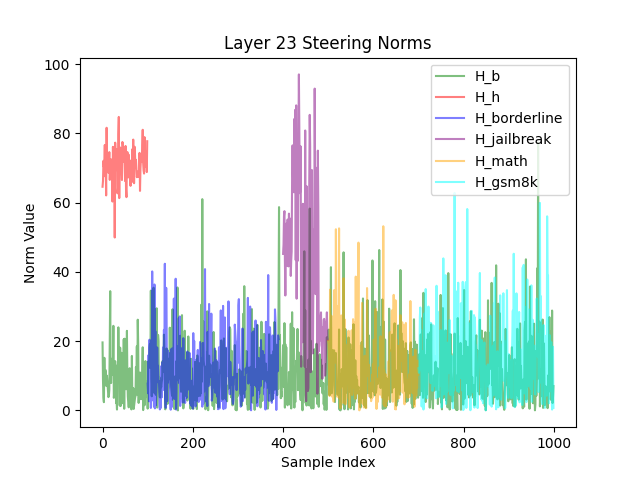 Layer 23 Steering Norms
Norm Value
100
80
60
40
20
0
H_b
H_h
H_borderline
H_jailbreak
H_math
H_gsm8k
0 200 400 600 800 1000
Sample Index